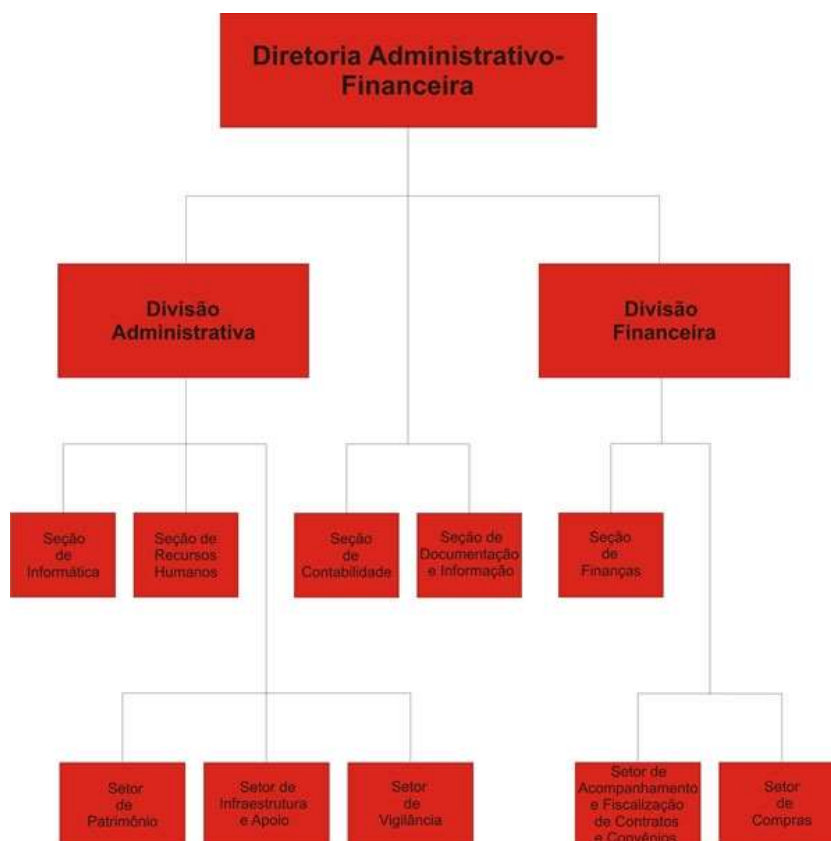 Diretoria Administrativo-
Financeira
Divisão
Administrativa
Divisão
Financeira
Seção
de
Informática
Seção de
Recursos
Humanos
Seção
de
Contabilidade
Seção de
Documentação
e Informação
Seção
de
Finanças
Setor
de
Patrimônio
Setor de
Infraestrutura
e Apoio
Setor
de
Vigilância
Setor de
Acompanhamento
e Fiscalização
de Contratos
e Convênios
Setor
de
Compras